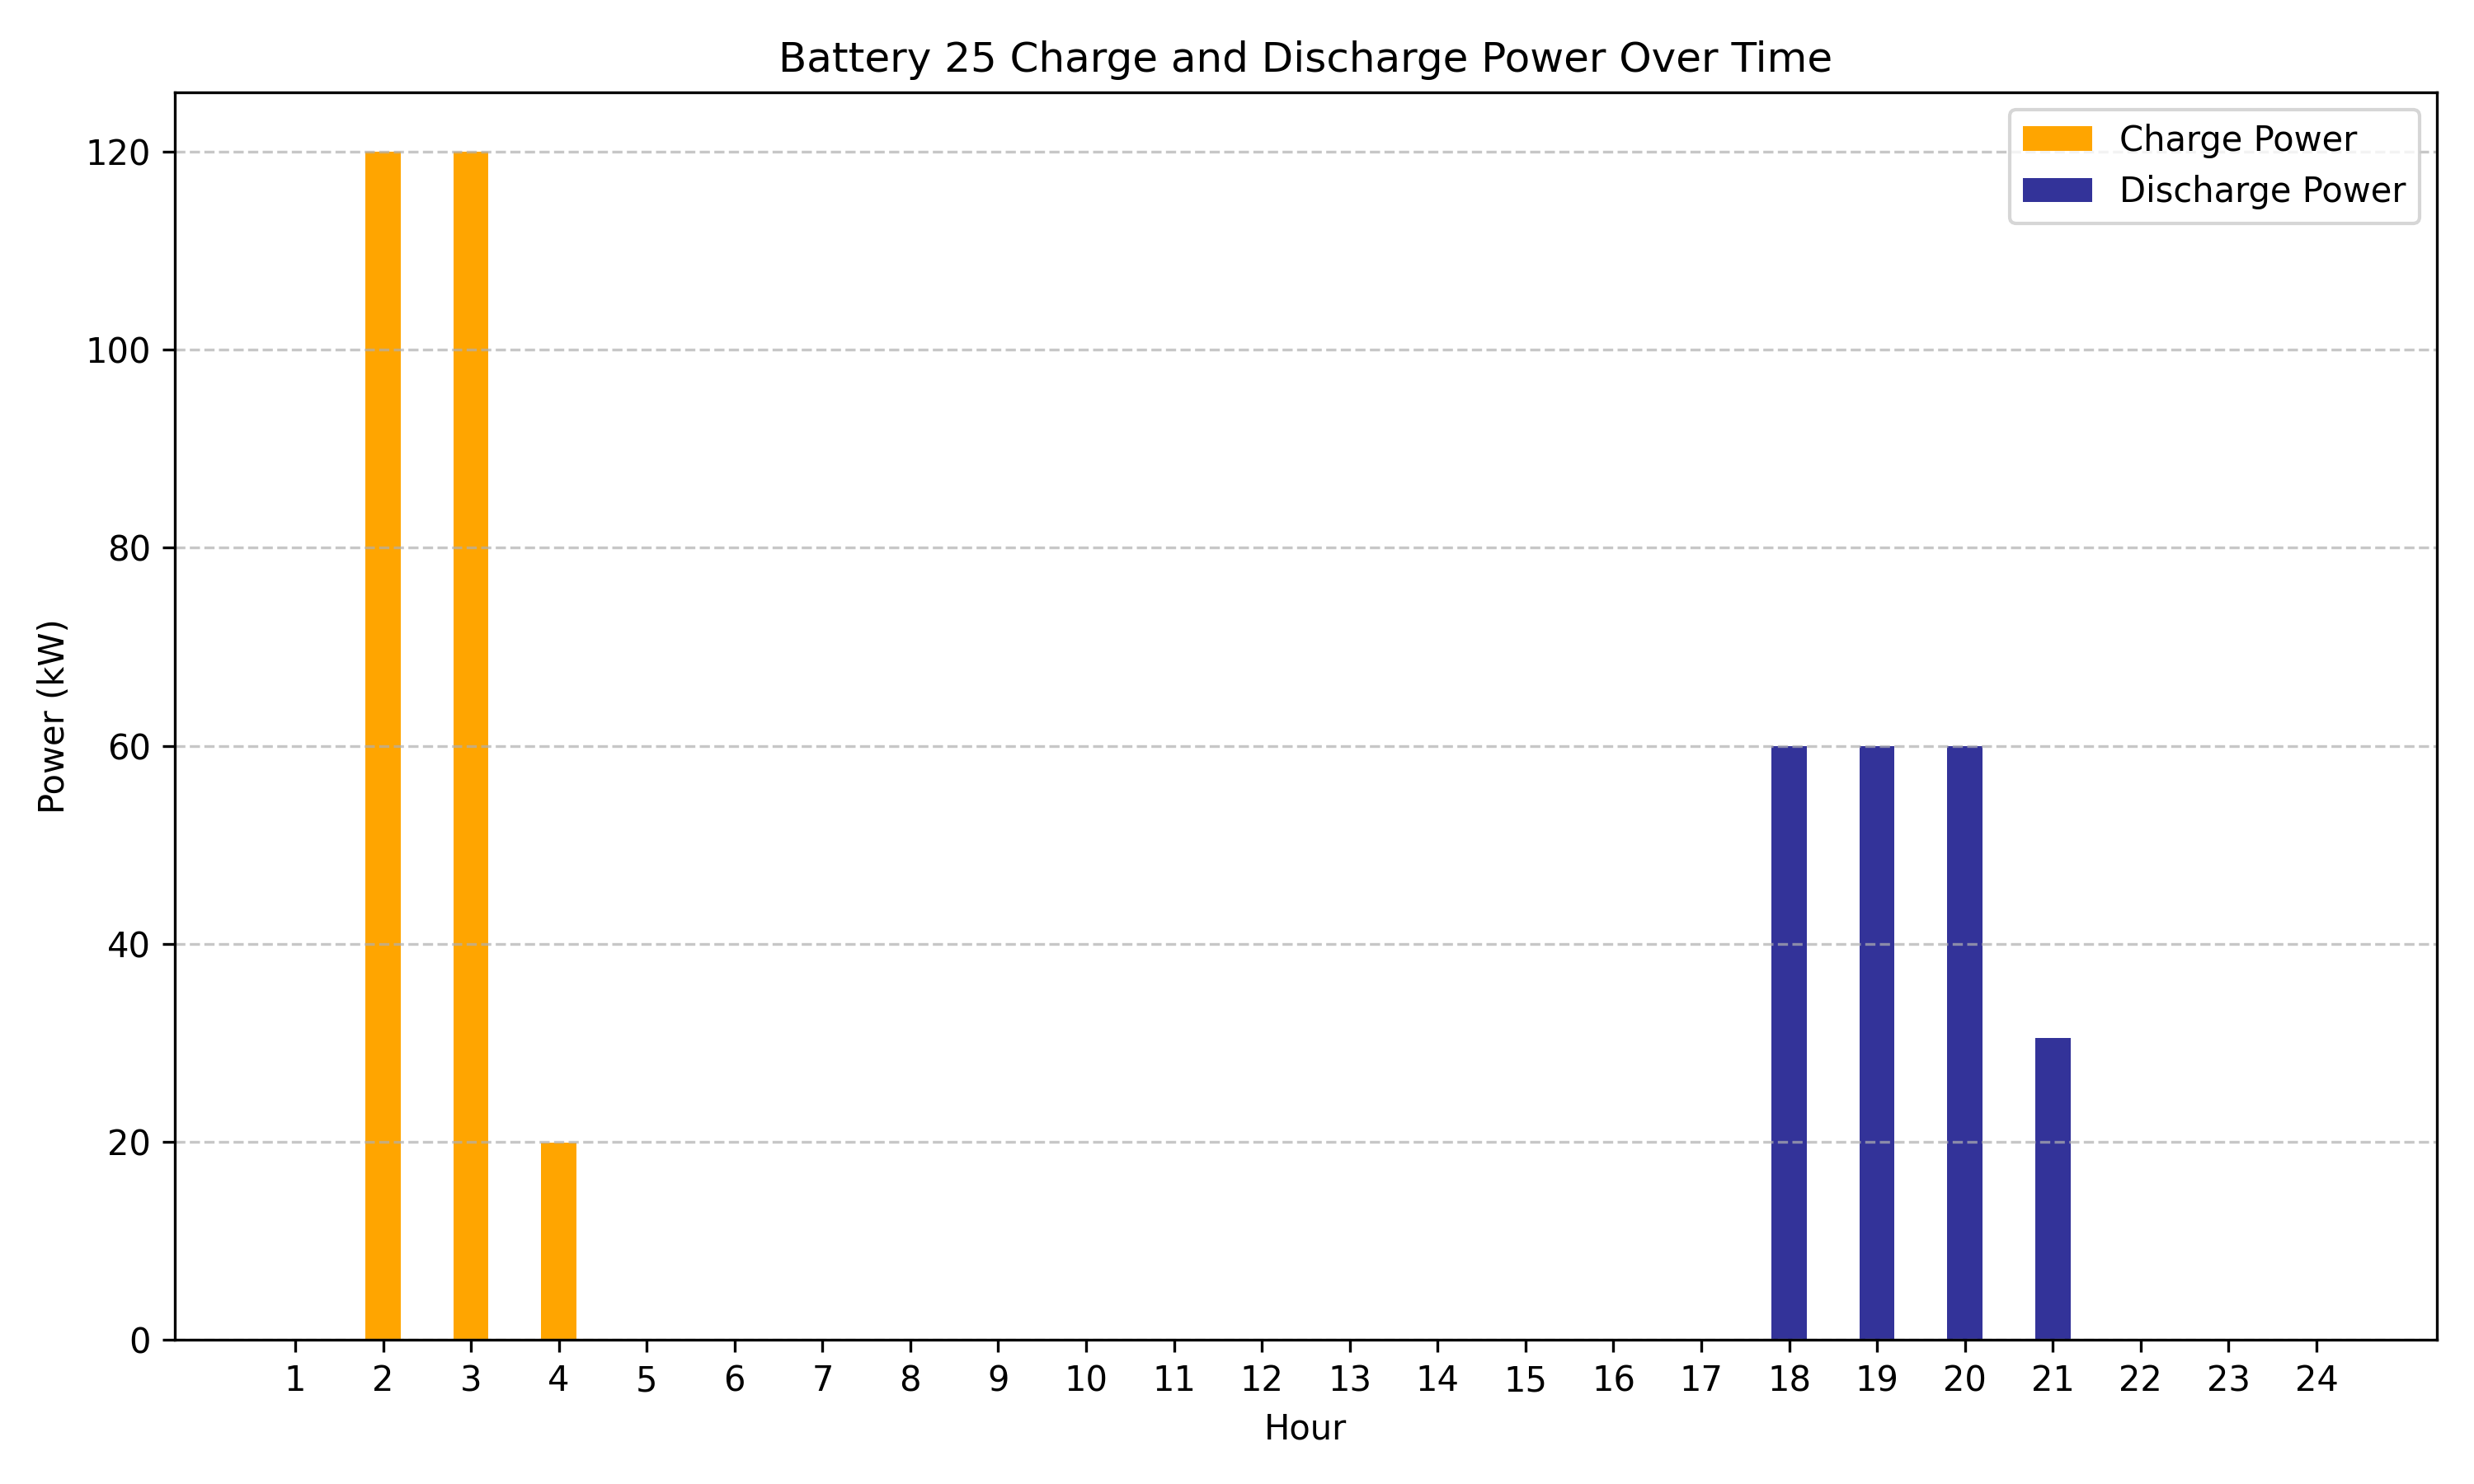 Battery 25 Charge and Discharge Power Over Time
Charge Power
Discharge Power
Power (kW)
120
100
80
60
40
20
0
1 2 3 4 5 6 7 8 9 10 11 12 13 14 15 16 17 18 19 20 21 22 23 24
Hour